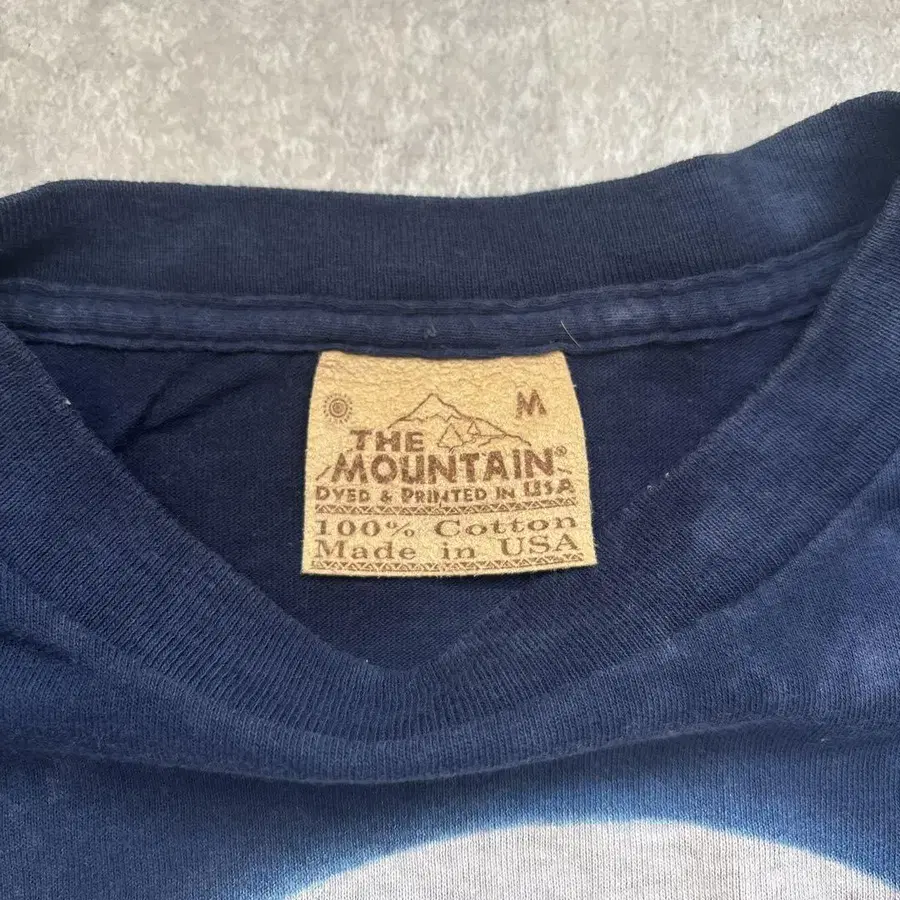 M
THE
MOUNTAIN®
DYED & PRINTED IN USA
100% Cotton
Made in USA